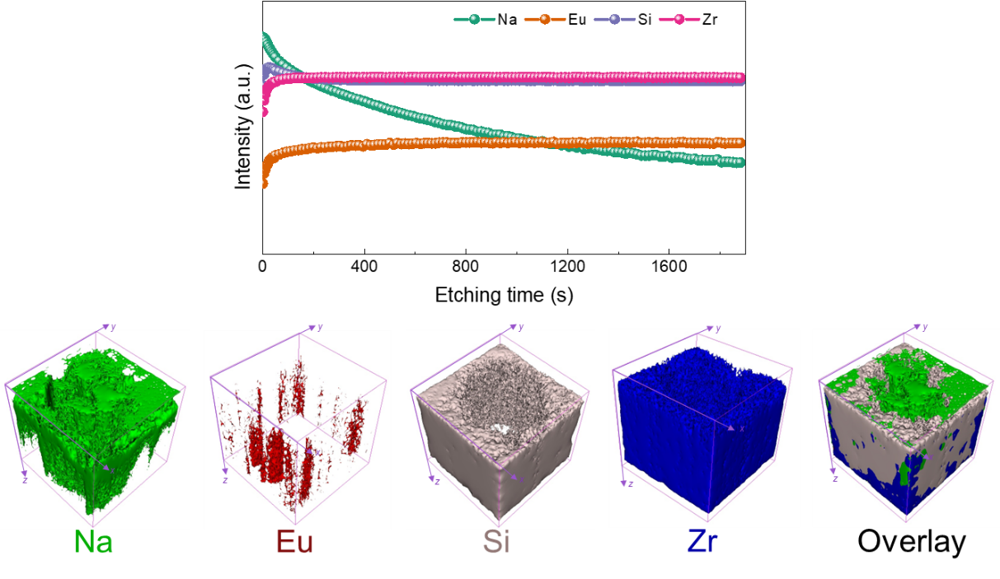 Na Eu Si Zr
Intensity (a.u.)
0 400 800 1200 1600
Etching time (s)
y y y y y
x x
z z z z z
Na Eu Si Zr Overlay